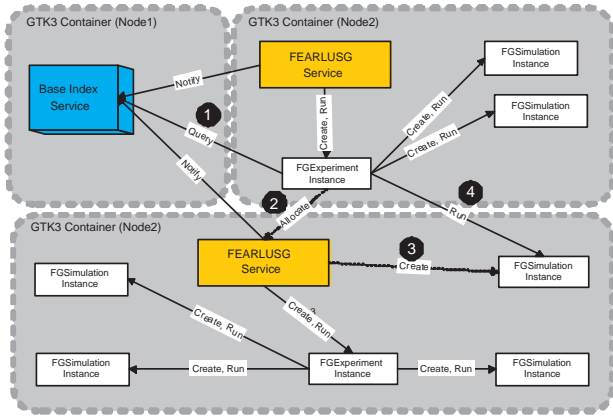 GTK3 Container (Node1)
Base Index
Service
GTK3 Container (Node2)
FEARLUSG
Service
FGSimulation
Instance
FGSimulation
Instance
FGExperiment
Instance
Notify
Create, Run
Create, Run
Create, Run
1
Query
Notify
2
Allocate
4
Run
GTK3 Container (Node2)
FEARLUSG
Service
3
Create
FGSimulation
Instance
FGSimulation
Instance
Create, Run
Create, Run
FGSimulation
Instance
Create, Run
FGExperiment
Instance
Create, Run
FGSimulation
Instance